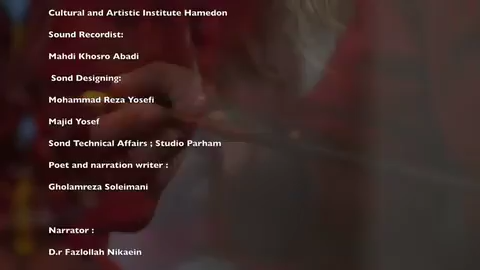 Cultural and Artistic Institute Hamedon
Sound Recordist:
Mahdi Khosro Abadi
Sond Designing:
Mohammad Reza Yosefi
Majid Yosef
Sond Technical Affairs ; Studio Parham
Poet and narration writer :
Gholamreza Soleimani
Narrator :
D.r Fazlollah Nikaein